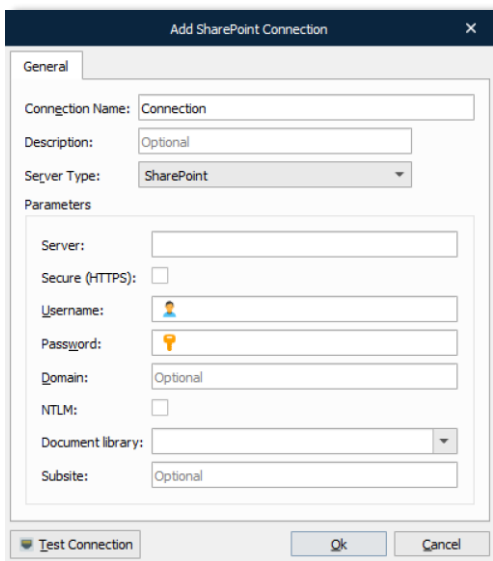 Add SharePoint Connection
General
Connection Name: Connection
Description: Optional
Server Type: SharePoint
Parameters
Server:
Secure (HTTPS):
Username:
Password:
Domain: Optional
NTLM:
Document library:
Subsite: Optional
Test Connection Ok Cancel